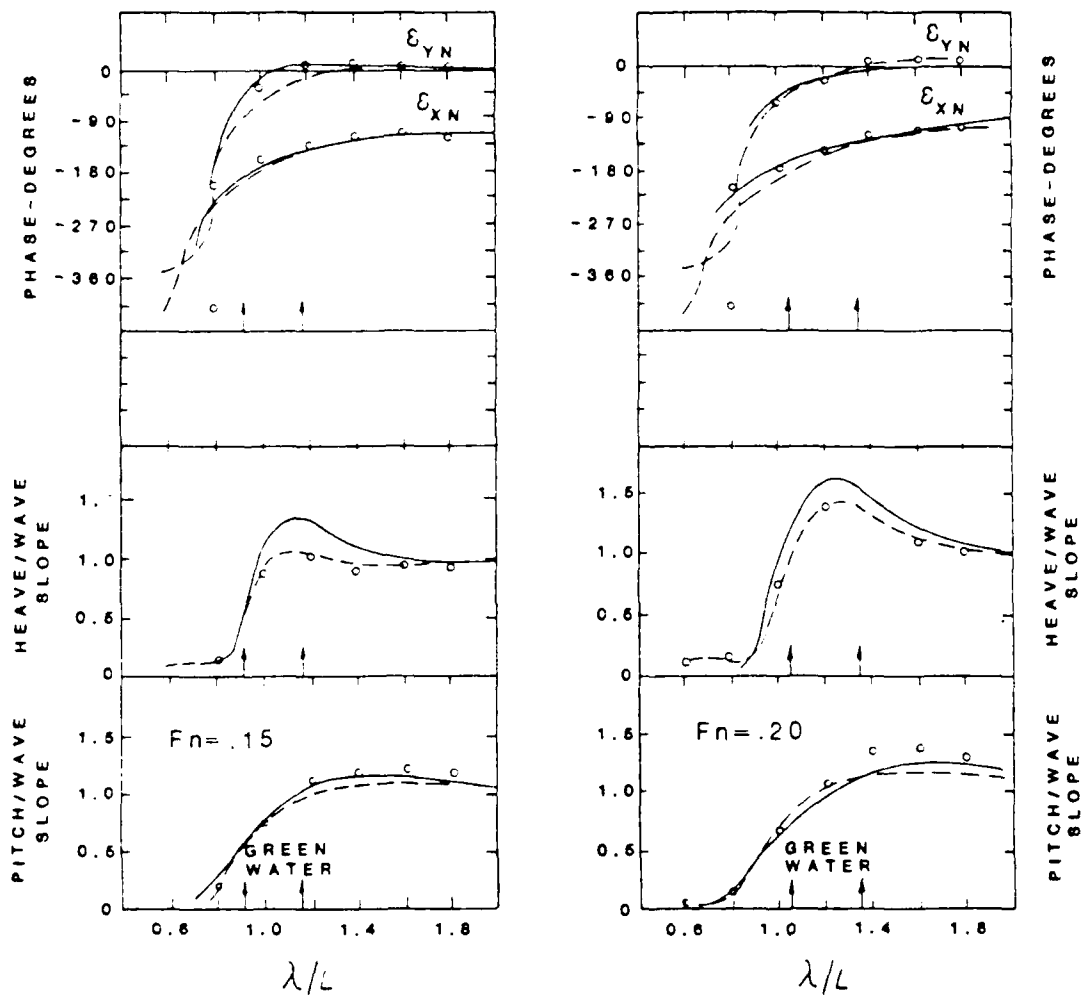 ε YN
ε XN
0
-90
-180
-270
-360
PHASE-DEGREES
1.
1.0
0.5
0
HEAVE/WAVE
SLOPE
Fn= .15
1.5
1.0
0.5
0
PITCH/WAVE
SLOPE
GREEN
WATER
0.6
1.0
1.4
1.8
λ/L
ε YN
ε XN
0
-90
-180
-270
-360
PHASE-DEGREES
1.5
1.0
0.5
0
HEAVE/WAVE
SLOPE
Fn=.20
1.5
1.0
0.5
0
PITCH/WAVE
SLOPE
GREEN
WATER
0.6
1.0
1.4
1.8
λ/L